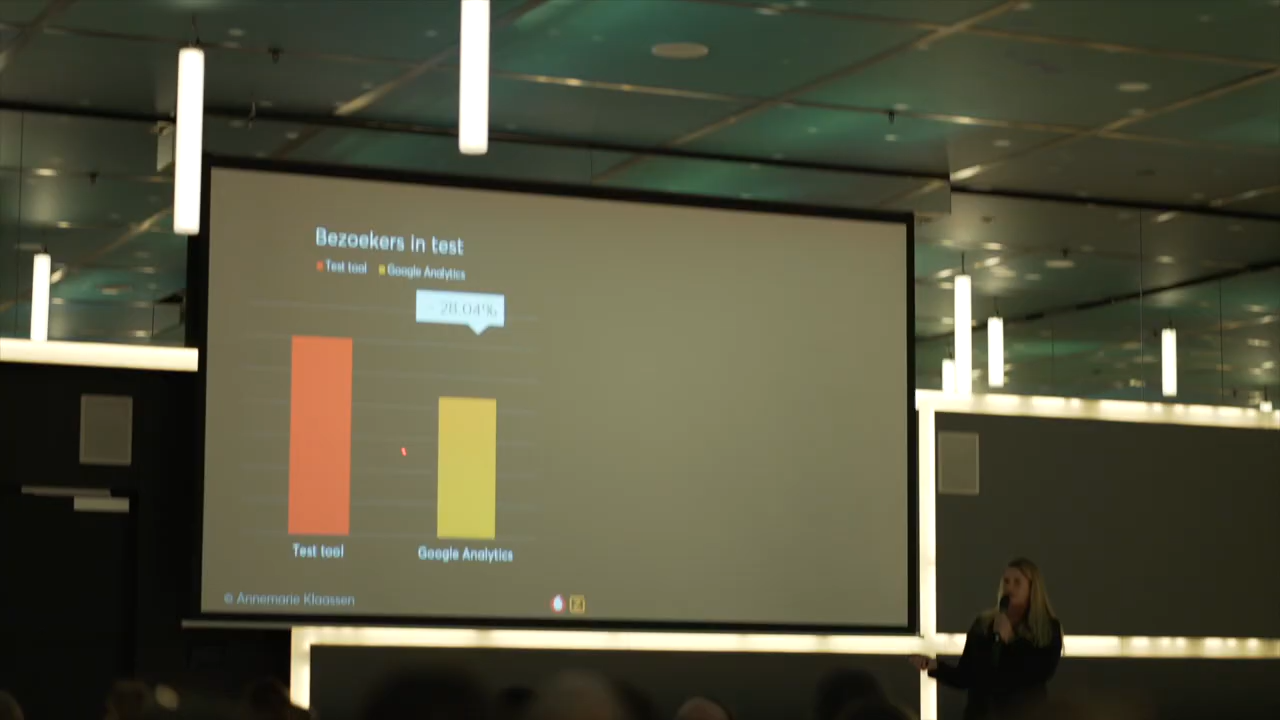 Bezoekers in test
Test tool Google Analytics
- 28.04%
Test tool Google Analytics
© Annemarie Klaassen